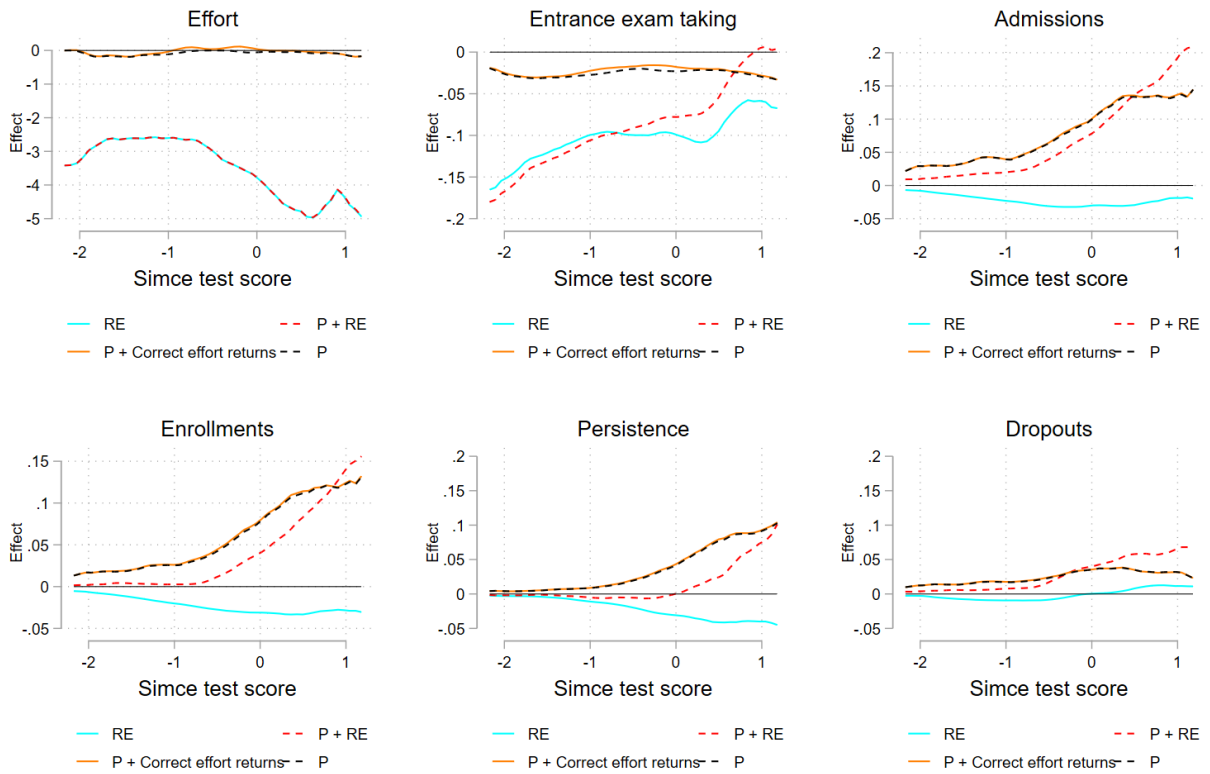 Effort
0
-1
-2
-3
-4
-5
Effect
-2 -1 0 1
Simce test score
RE P + RE
P + Correct effort returns P
Entrance exam taking
0
-.05
-.1
-.15
-.2
Effect
-2 -1 0 1
Simce test score
RE P + RE
P + Correct effort returns P
Admissions
.2
.15
.1
.05
0
-.05
Effect
-2 -1 0 1
Simce test score
RE P + RE
P + Correct effort returns P
Enrollments
.15
.1
.05
0
-.05
Effect
-2 -1 0 1
Simce test score
RE P + RE
P + Correct effort returns P
Persistence
.2
.15
.1
.05
0
-.05
Effect
-2 -1 0 1
Simce test score
RE P + RE
P + Correct effort returns P
Dropouts
.2
.15
.1
.05
0
-.05
Effect
-2 -1 0 1
Simce test score
RE P + RE
P + Correct effort returns P